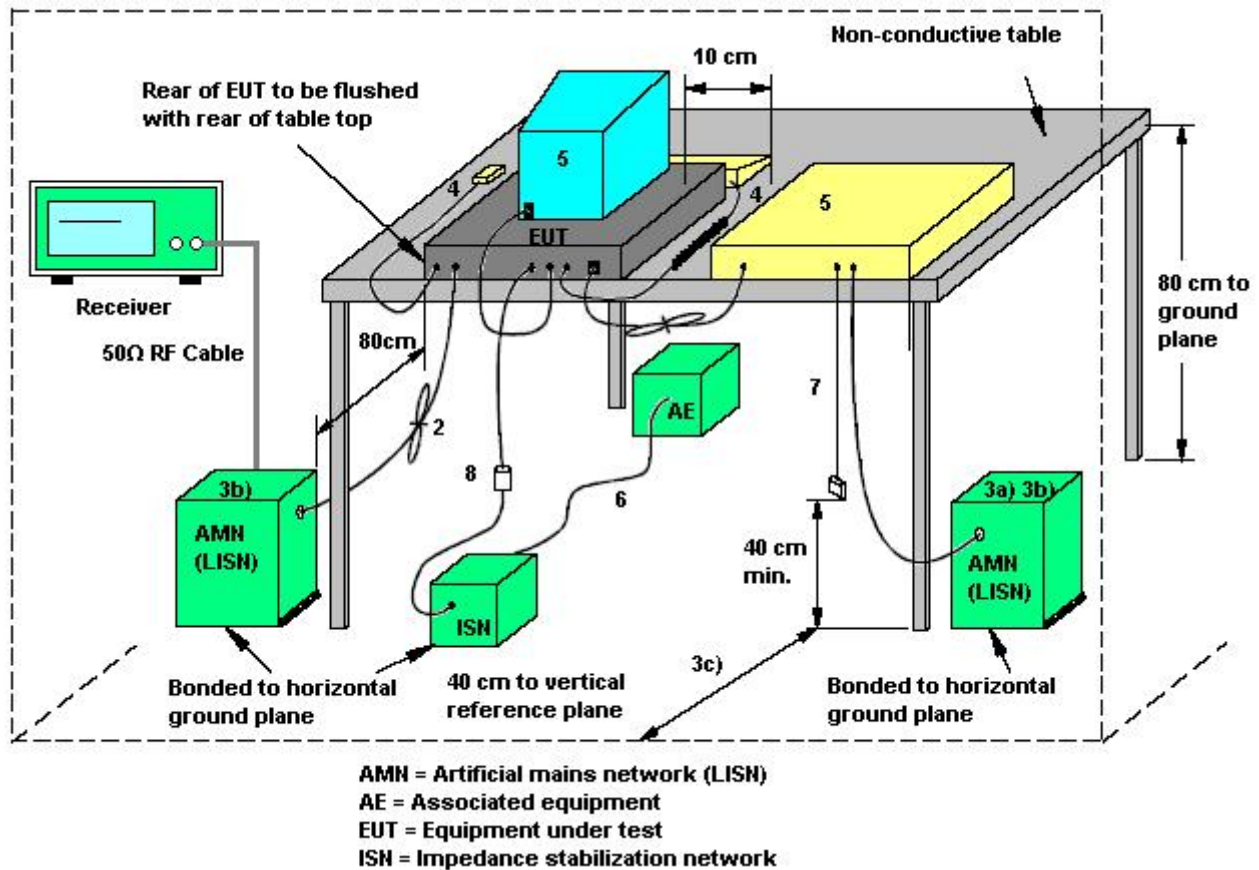 Non-conductive table
10 cm
Rear of EUT to be flushed
with rear of table top
5
4
4
5
EUT
Receiver
50Ω RF Cable
80cm
80 cm to
ground
plane
2
AE
7
8
6
3b)
AMN
(LISN)
3a) 3b)
AMN
(LISN)
40 cm
min.
ISN
3c)
Bonded to horizontal
ground plane
40 cm to vertical
reference plane
Bonded to horizontal
ground plane
AMN = Artificial mains network (LISN)
AE = Associated equipment
EUT = Equipment under test
ISN = Impedance stabilization network